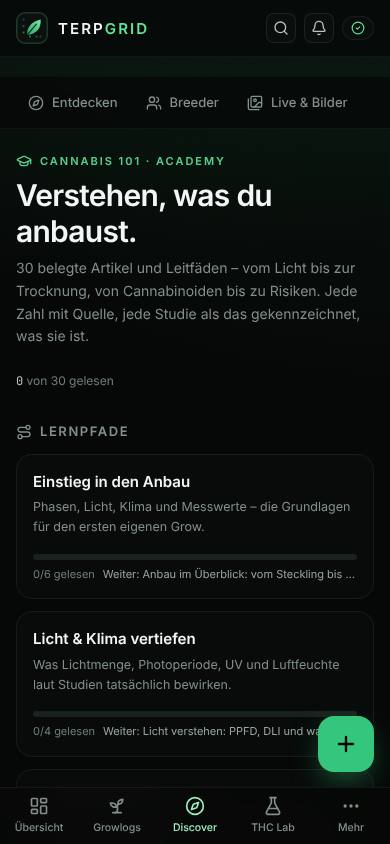 TERPGRID
Entdecken Breeder Live & Bilder
CANNABIS 101 · ACADEMY
Verstehen, was du
anbaust.
30 belegte Artikel und Leitfäden – vom Licht bis zur
Trocknung, von Cannabinoiden bis zu Risiken. Jede
Zahl mit Quelle, jede Studie als das gekennzeichnet,
was sie ist.
0 von 30 gelesen
LERNPFADE
Einstieg in den Anbau
Phasen, Licht, Klima und Messwerte – die Grundlagen
für den ersten eigenen Grow.
0/6 gelesen Weiter: Anbau im Überblick: vom Steckling bis ...
Licht & Klima vertiefen
Was Lichtmenge, Photoperiode, UV und Luftfeuchte
laut Studien tatsächlich bewirken.
0/4 gelesen Weiter: Licht verstehen: PPFD, DLI und
Übersicht Growlogs Discover THC Lab Mehr